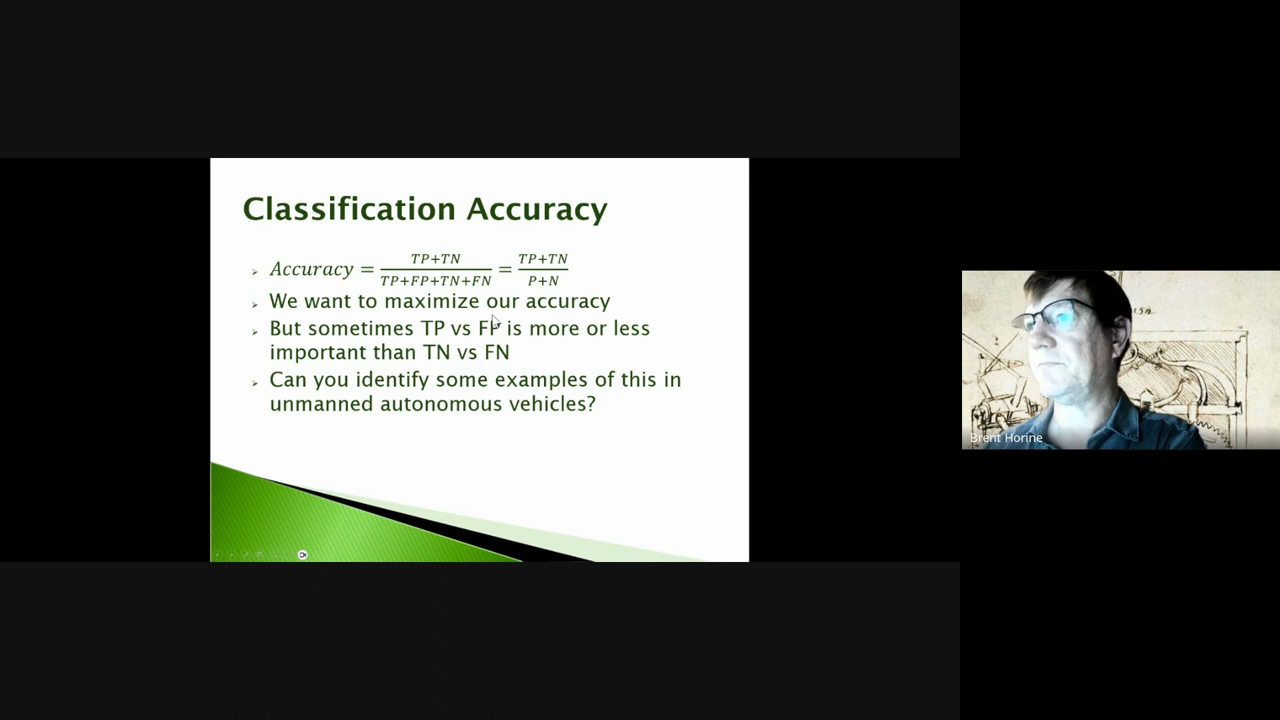 Classification Accuracy
Accuracy = TP+TN / TP+FP+TN+FN = TP+TN / P+N
We want to maximize our accuracy
But sometimes TP vs FP is more or less
important than TN vs FN
Can you identify some examples of this in
unmanned autonomous vehicles?
Brent Horine